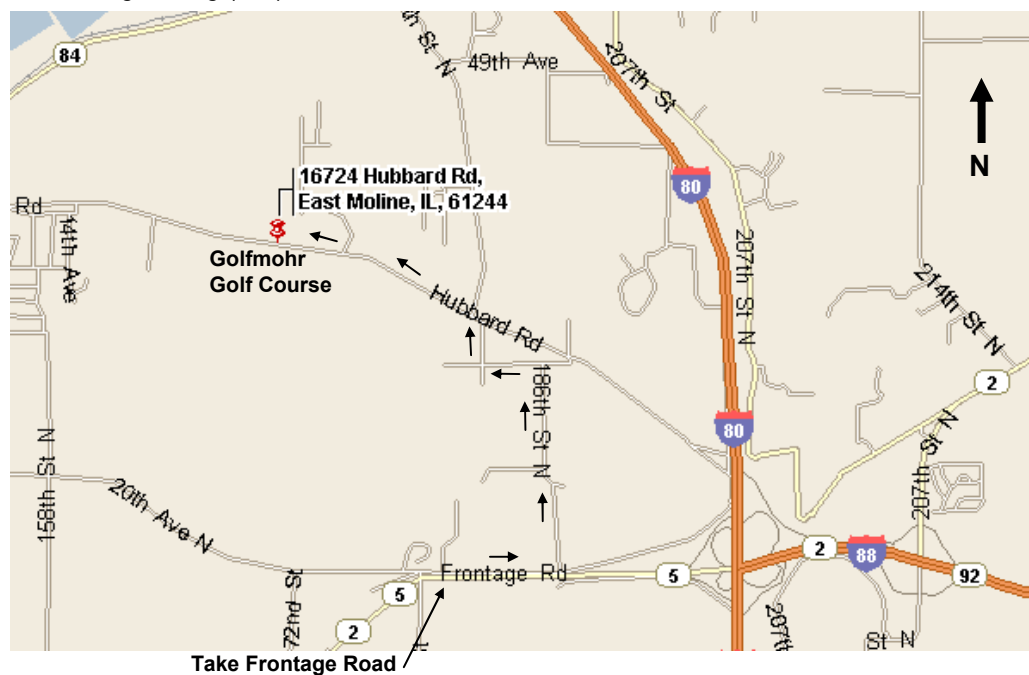 84
St N
49th Ave
207th St
80
N
16724 Hubbard Rd,
East Moline, IL, 61244
Rd
14th Ave
Golfmohr
Golf Course
Hubbard Rd
207th St N
214th St N
2
186th St N
80
158th St N
20th Ave N
207th St N
2
88
92
Frontage Rd
5
5
2
72nd St
207th
St N
Take Frontage Road